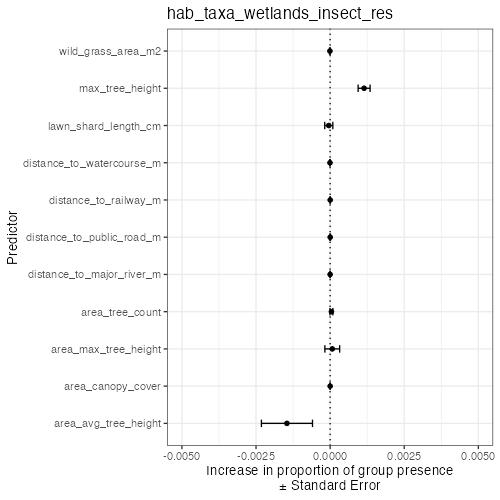 hab_taxa_wetlands_insect_res
wild_grass_area_m2
max_tree_height
lawn_shard_length_cm
distance_to_watercourse_m
distance_to_railway_m
distance_to_public_road_m
distance_to_major_river_m
area_tree_count
area_max_tree_height
area_canopy_cover
area_avg_tree_height
Predictor
-0.0050 -0.0025 0.0000 0.0025 0.0050
Increase in proportion of group presence
± Standard Error